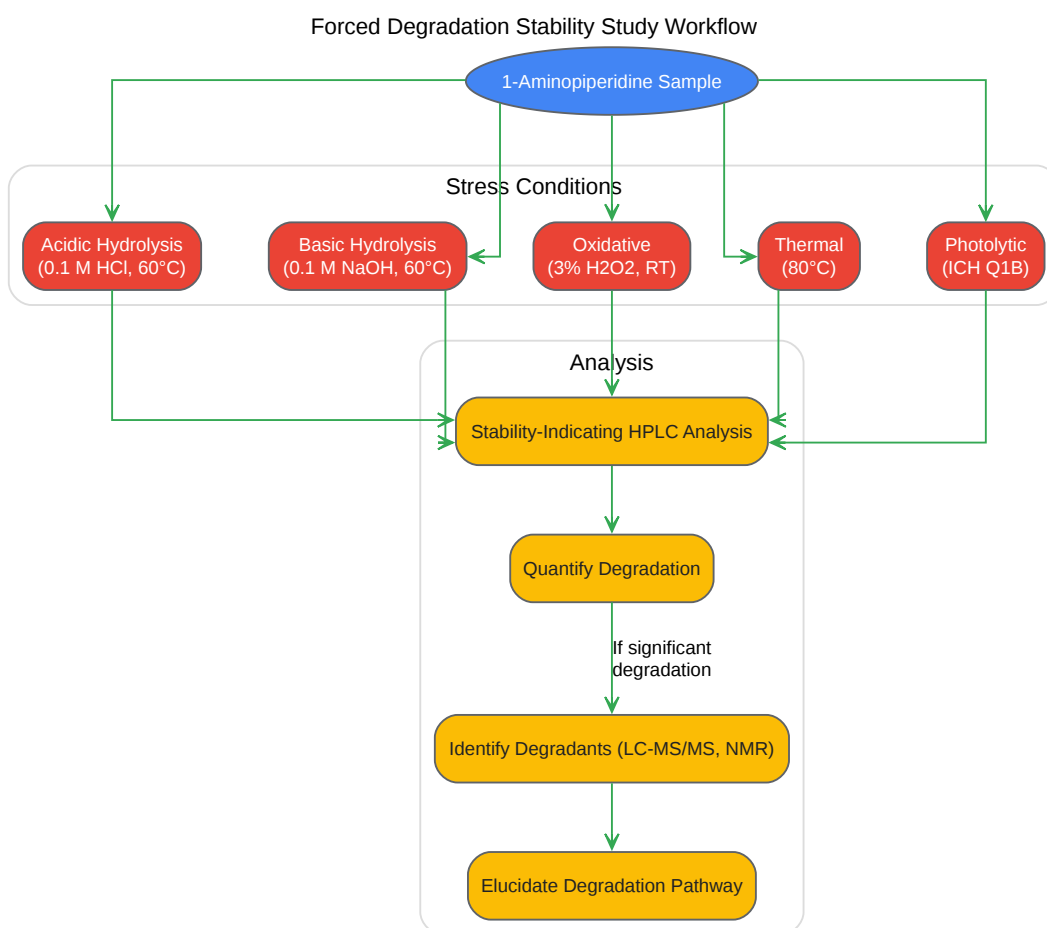 Forced Degradation Stability Study Workflow
1-Aminopiperidine Sample
Stress Conditions
Acidic Hydrolysis
(0.1 M HCl, 60°C)
Basic Hydrolysis
(0.1 M NaOH, 60°C)
Oxidative
(3% H2O2, RT)
Thermal
(80°C)
Photolytic
(ICH Q1B)
Analysis
Stability-Indicating HPLC Analysis
Quantify Degradation
If significant
degradation
Identify Degradants (LC-MS/MS, NMR)
Elucidate Degradation Pathway